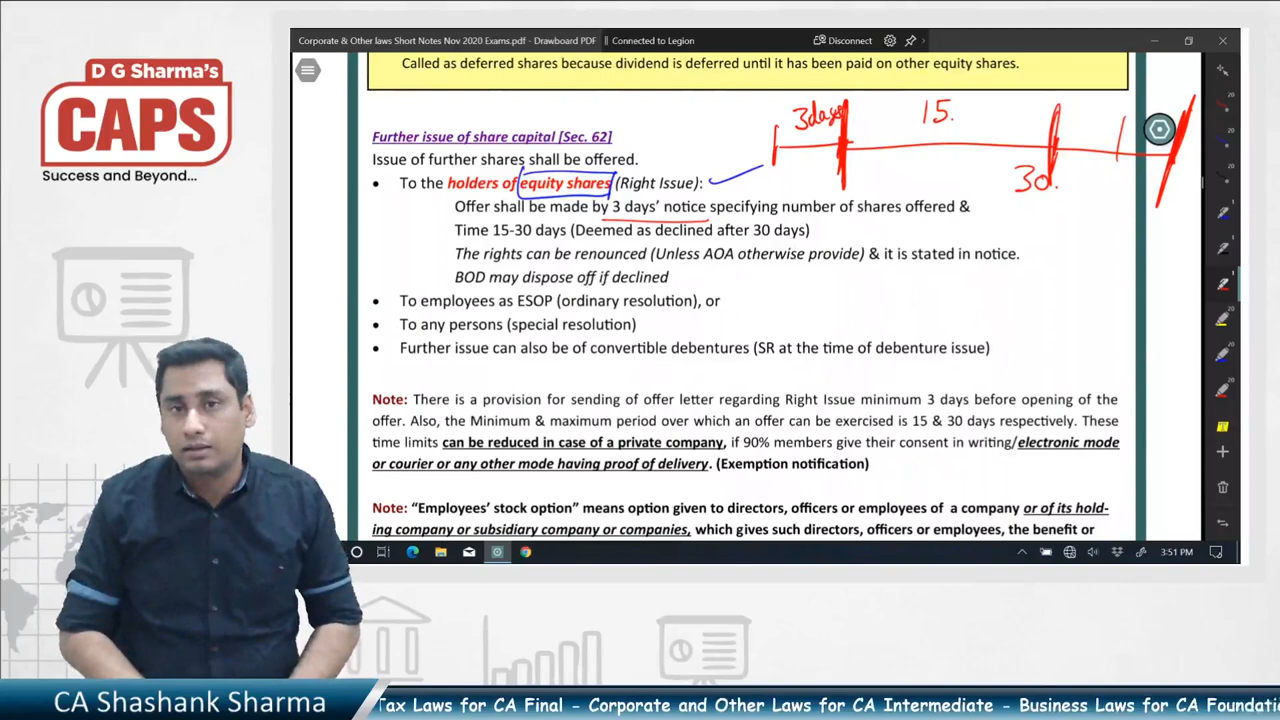 Corporate & Other laws Short Notes Nov 2020 Exams.pdf - Drawboard PDF
Connected to Legion
Disconnect
D G Sharma's
CAPS
Success and Beyond...
Called as deferred shares because dividend is deferred until it has been paid on other equity shares.
3days
15.
30.
Further issue of share capital [Sec. 62]
Issue of further shares shall be offered.
• To the holders of equity shares (Right Issue):
Offer shall be made by 3 days' notice specifying number of shares offered &
Time 15-30 days (Deemed as declined after 30 days)
The rights can be renounced (Unless AOA otherwise provide) & it is stated in notice.
BOD may dispose off if declined
• To employees as ESOP (ordinary resolution), or
• To any persons (special resolution)
• Further issue can also be of convertible debentures (SR at the time of debenture issue)
Note: There is a provision for sending of offer letter regarding Right Issue minimum 3 days before opening of the
offer. Also, the Minimum & maximum period over which an offer can be exercised is 15 & 30 days respectively. These
time limits can be reduced in case of a private company, if 90% members give their consent in writing/electronic mode
or courier or any other mode having proof of delivery. (Exemption notification)
Note: "Employees' stock option" means option given to directors, officers or employees of a company or of its hold-
ing company or subsidiary company or companies, which gives such directors, officers or employees, the benefit or
3:51 PM
CA Shashank Sharma
Tax Laws for CA Final - Corporate and Other Laws for CA Intermediate - Business Laws for CA Foundati